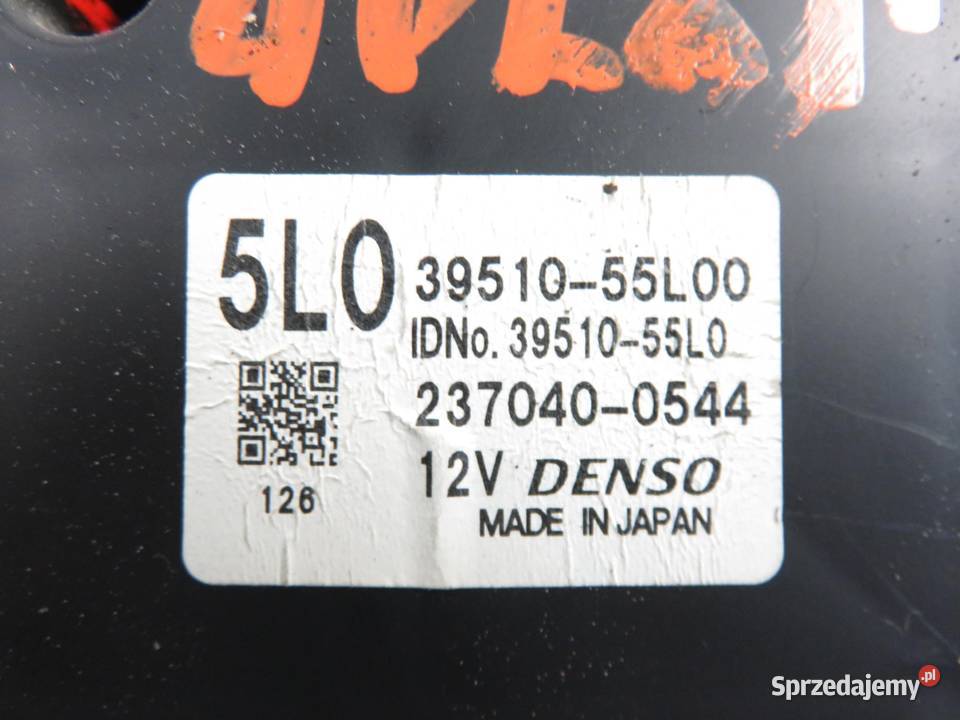 5L0
39510-55L00
IDNo. 39510-55L0
237040-0544
12V DENSO
126
MADE IN JAPAN
Sprzedajemy.pl